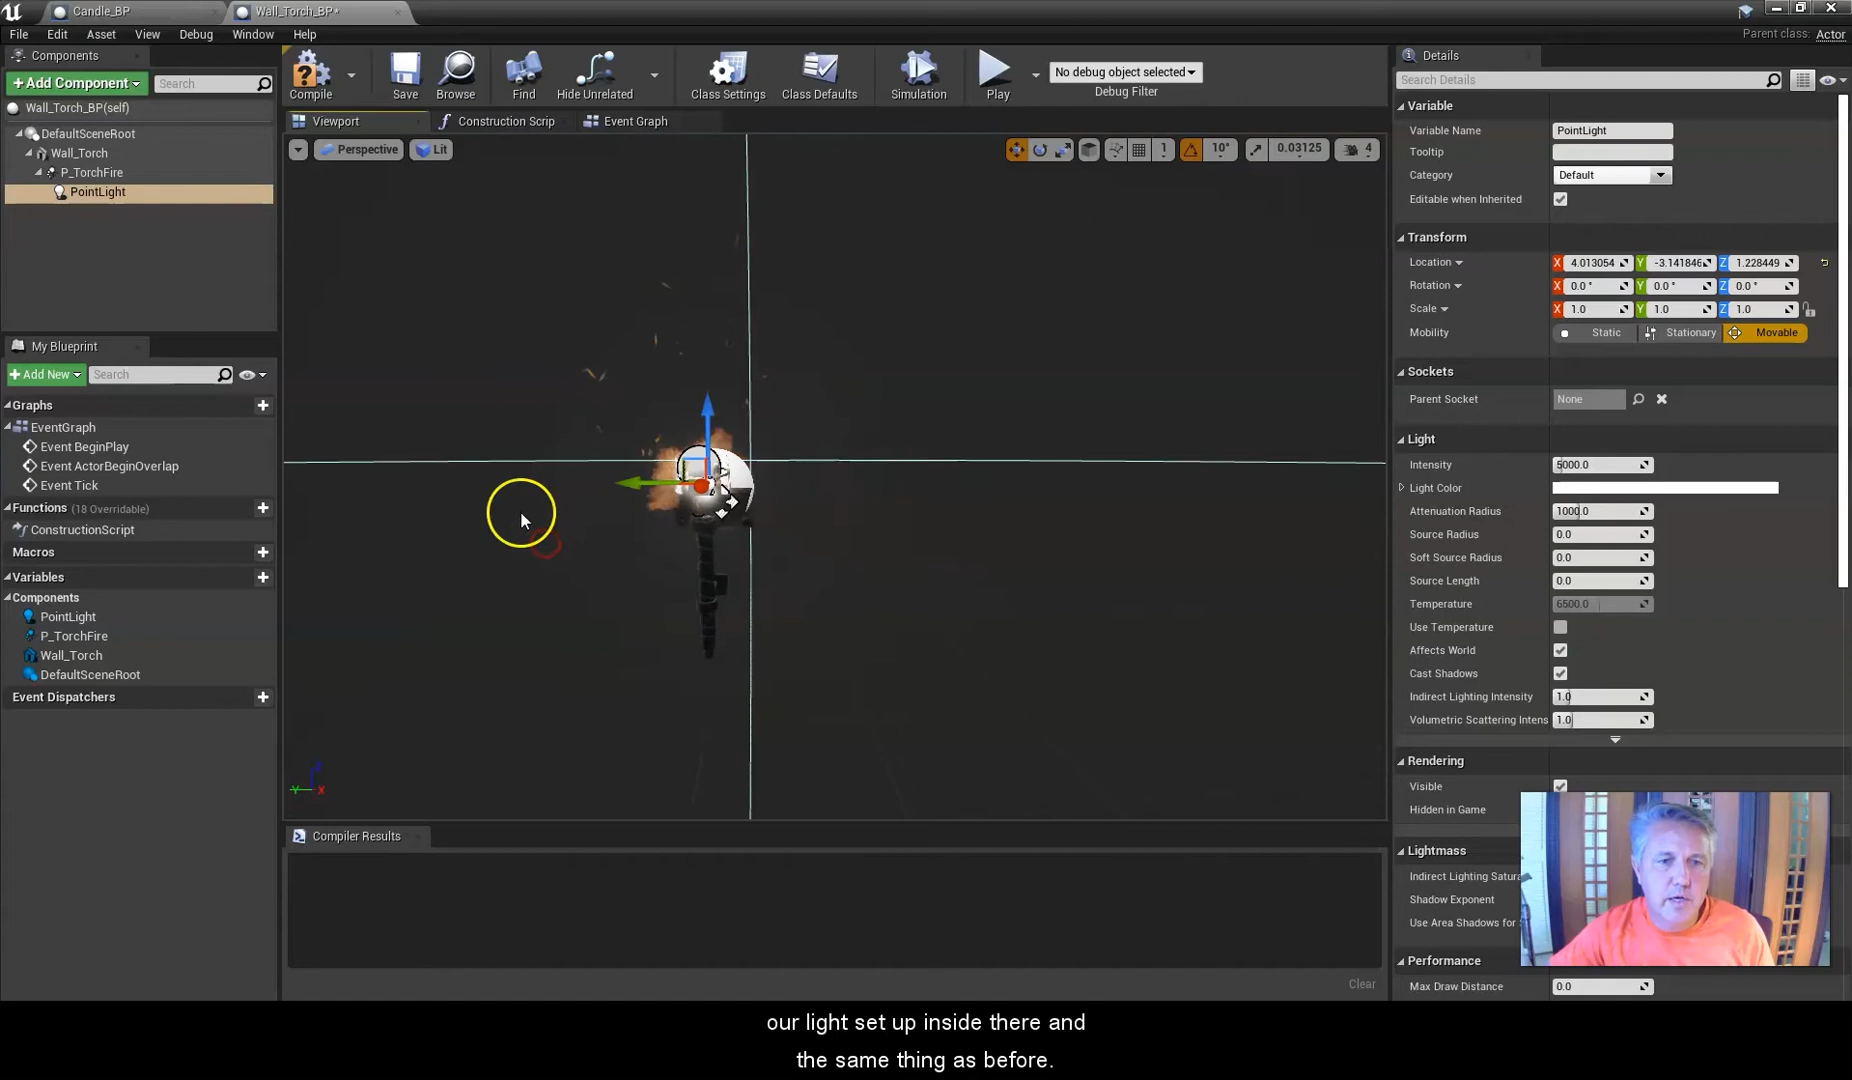 Candle_BP
Wall_Torch_BP*
File Edit Asset View Debug Window Help
Parent class: Actor
Components
Add Component
Search
Wall_Torch_BP(self)
DefaultSceneRoot
Wall_Torch
P_TorchFire
PointLight
My Blueprint
Add New
Search
Graphs
EventGraph
Event BeginPlay
Event ActorBeginOverlap
Event Tick
Functions (18 Overridable)
ConstructionScript
Macros
Variables
Components
PointLight
P_TorchFire
Wall_Torch
DefaultSceneRoot
Event Dispatchers
Compile
Save
Browse
Find
Hide Unrelated
Class Settings
Class Defaults
Simulation
Play
No debug object selected
Debug Filter
Viewport
Construction Scrip
Event Graph
Perspective
Lit
1
10°
0.03125
4
Compiler Results
Clear
Details
Search Details
Variable
Variable Name PointLight
Tooltip
Category Default
Editable when Inherited
Transform
Location X 4.013054 Y -3.141846 Z 1.228449
Rotation X 0.0 ° Y 0.0 ° Z 0.0 °
Scale X 1.0 Y 1.0 Z 1.0
Mobility Static Stationary Movable
Sockets
Parent Socket None
Light
Intensity 5000.0
Light Color
Attenuation Radius 1000.0
Source Radius 0.0
Soft Source Radius 0.0
Source Length 0.0
Temperature 6500.0
Use Temperature
Affects World
Cast Shadows
Indirect Lighting Intensity 1.0
Volumetric Scattering Intens 1.0
Rendering
Visible
Hidden in Game
Lightmass
Indirect Lighting Satura
Shadow Exponent
Use Area Shadows for
Performance
Max Draw Distance 0.0
our light set up inside there and
the same thing as before.